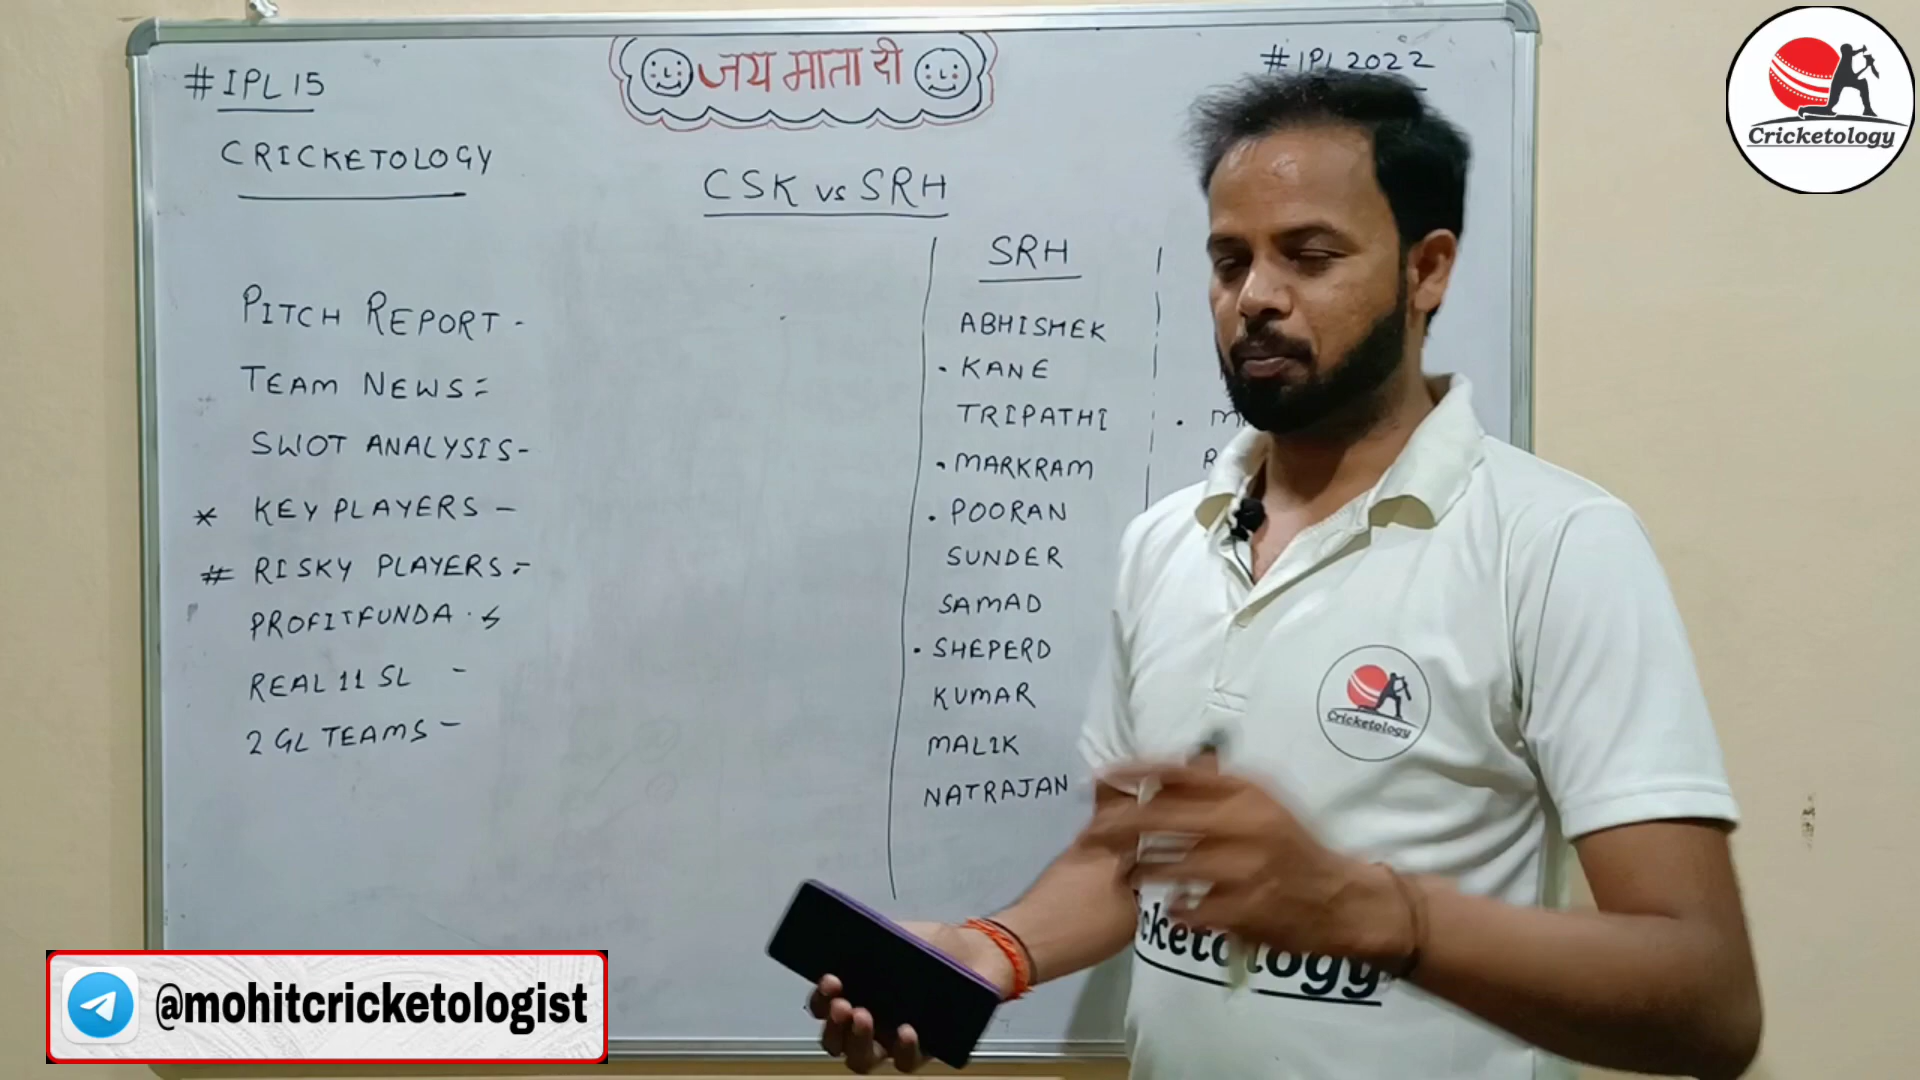 #IPL 15
जय माता दी
#IPL 2022
Cricketology
CRICKETOLOGY
CSK vs SRH
PITCH REPORT -
TEAM NEWS =
SWOT ANALYSIS -
* KEY PLAYERS -
# RISKY PLAYERS =
PROFITFUNDA
REAL 11 SL -
2 GL TEAMS -
SRH
ABHISHEK
· KANE
TRIPATHI
· MARKRAM
· POORAN
SUNDER
SAMAD
· SHEPERD
KUMAR
MALIK
NATRAJAN
Cricketology
@mohitcricketologist